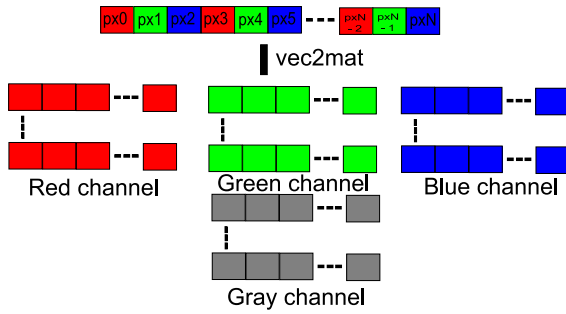 px0 px1 px2 px3 px4 px5 pxN -2 pxN -1 pxN
vec2mat
Red channel Green channel Blue channel
Gray channel